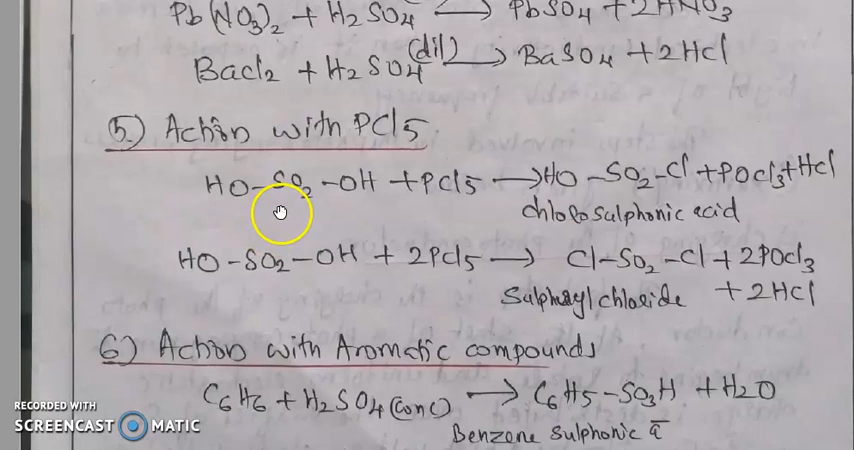 Pb(NO3)2 + H2SO4 → PbSO4 + 2HNO3
BaCl2 + H2SO4 (dil) → BaSO4 + 2HCl
5.) Action with PCl5
HO-SO2-OH + PCl5 → HO-SO2-Cl + POCl3 + HCl
chlorosulphonic acid
HO-SO2-OH + 2PCl5 → Cl-SO2-Cl + 2POCl3
Sulphuryl chloride + 2HCl
6) Action with Aromatic compounds
C6H6 + H2SO4 (conc) → C6H5-SO3H + H2O
Benzene Sulphonic a̅
RECORDED WITH
SCREENCAST MATIC